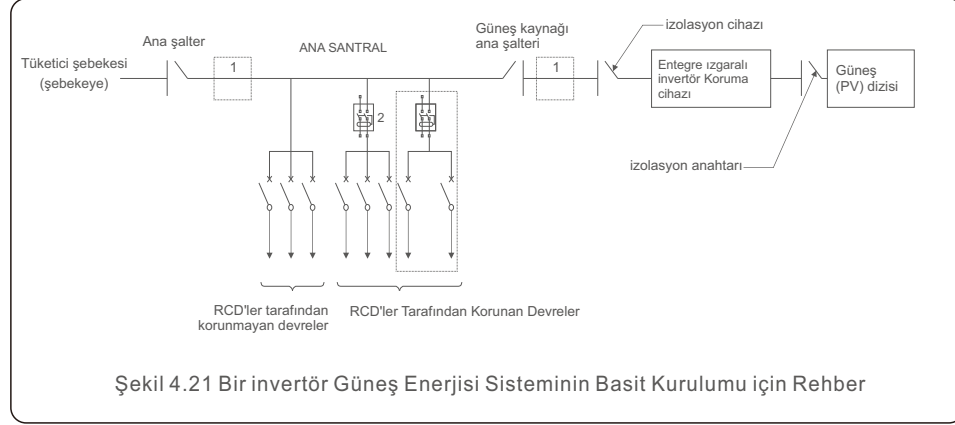 Tüketici şebekesi
(şebekeye)
Ana şalter
1
ANA SANTRAL
Güneş kaynağı
ana şalteri
1
izolasyon cihazı
Entegre ızgaralı
invertör Koruma
cihazı
Güneş
(PV) dizisi
izolasyon anahtarı
2
RCD'ler tarafından
korunmayan devreler
RCD'ler Tarafından Korunan Devreler
Şekil 4.21 Bir invertör Güneş Enerjisi Sisteminin Basit Kurulumu için Rehber